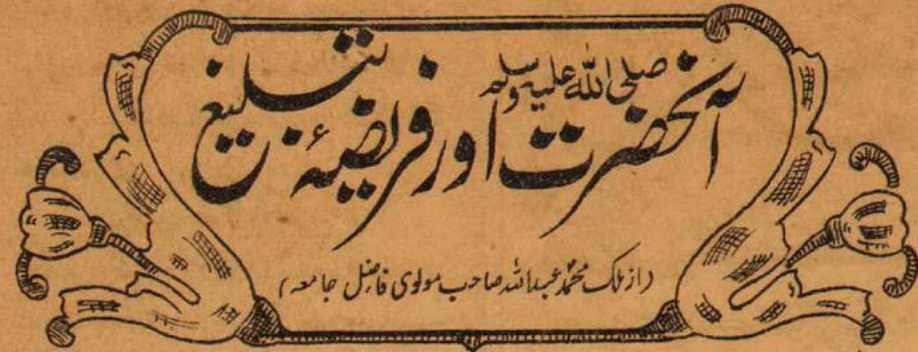 آنحضرت صلی اللہ علیہ وسلم اور فریضۂ تبلیغ
(از ملک محمد عبداللہ صاحب مولوی فاضل جامعہ)